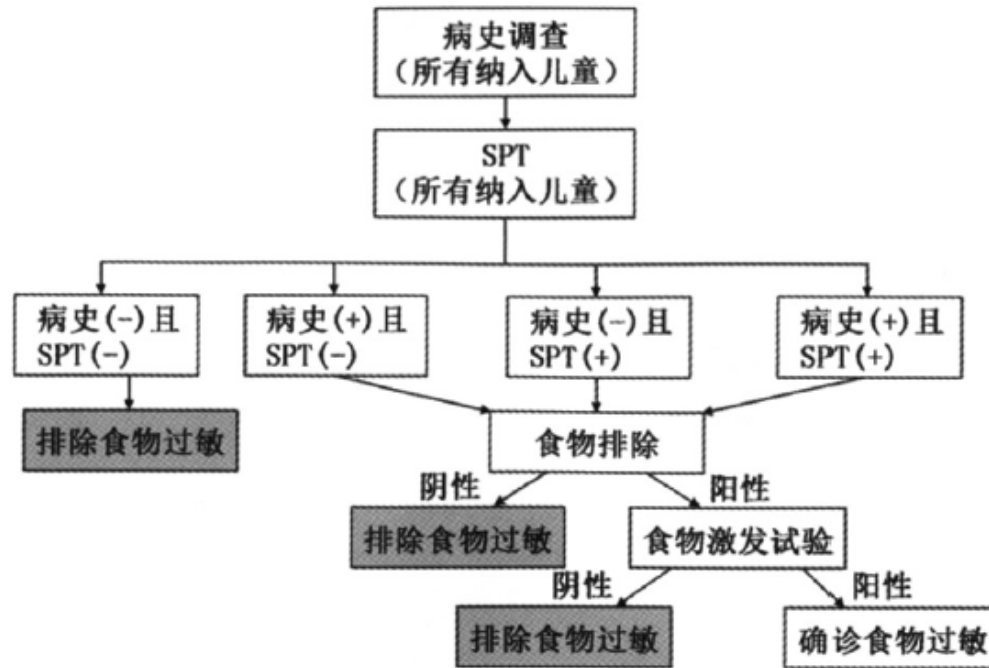 病史调查
(所有纳入儿童)
SPT
(所有纳入儿童)
病史(-)且
SPT(-)
病史(+)且
SPT(-)
病史(-)且
SPT(+)
病史(+)且
SPT(+)
排除食物过敏
食物排除
阴性
阳性
排除食物过敏
食物激发试验
阴性
阳性
排除食物过敏
确诊食物过敏